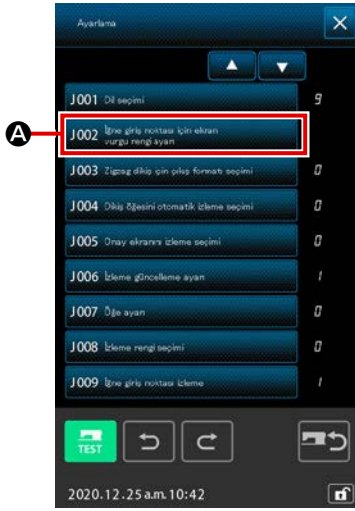 Ayarlama
J001 Dil seçimi 9
A
J002 İğne giriş noktası için ekran
vurgu rengi ayarı
J003 Zigzag dikiş için çıkış formatı seçimi 0
J004 Dikiş öğesini otomatik izleme seçimi 0
J005 Onay ekranını izleme seçimi 0
J006 İzleme güncelleme ayarı 1
J007 Öğe ayarı 0
J008 İzleme rengi seçimi 0
J009 İğne giriş noktası izleme 1
TEST
2020.12.25 a.m. 10:42